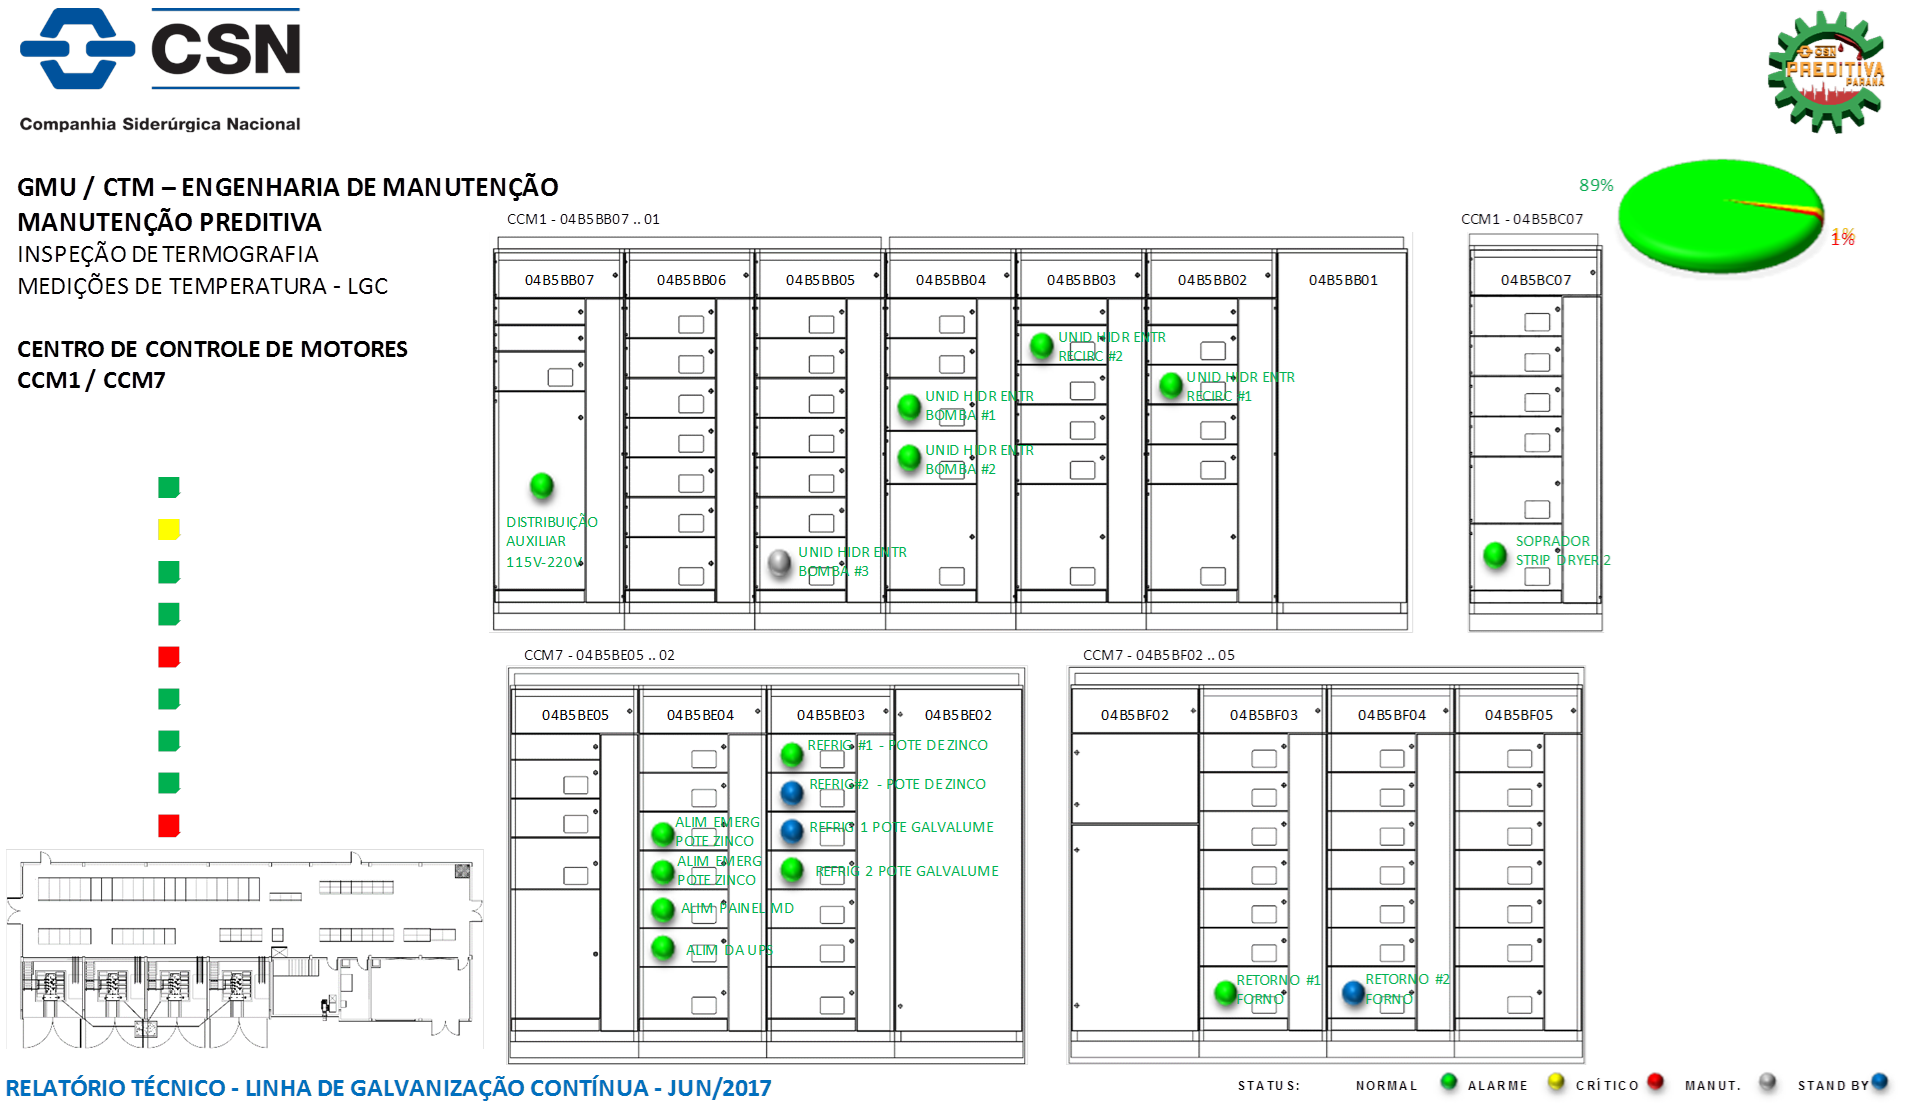 CSN
Companhia Siderúrgica Nacional
CSN
PREDITIVA
PARANÁ
GMU / CTM – ENGENHARIA DE MANUTENÇÃO
MANUTENÇÃO PREDITIVA
INSPEÇÃO DE TERMOGRAFIA
MEDIÇÕES DE TEMPERATURA - LGC
CENTRO DE CONTROLE DE MOTORES
CCM1 / CCM7
89%
1%
1%
CCM1 - 04B5BB07 .. 01
04B5BB07
04B5BB06
04B5BB05
04B5BB04
04B5BB03
04B5BB02
04B5BB01
UNID HIDR ENTR
RECIRC #2
UNID HIDR ENTR
RECIRC #1
UNID HIDR ENTR
BOMBA #1
UNID HIDR ENTR
BOMBA #2
DISTRIBUIÇÃO
AUXILIAR
115V-220V
UNID HIDR ENTR
BOMBA #3
CCM1 - 04B5BC07
04B5BC07
SOPRADOR
STRIP DRYER 2
CCM7 - 04B5BE05 .. 02
04B5BE05
04B5BE04
04B5BE03
04B5BE02
REFRIG #1 - POTE DE ZINCO
REFRIG#2 - POTE DE ZINCO
REFRIG 1 POTE GALVALUME
REFRIG 2 POTE GALVALUME
ALIM EMERG
POTE ZINCO
ALIM EMERG
POTE ZINCO
ALIM PAINEL MD
ALIM DA UPS
CCM7 - 04B5BF02 .. 05
04B5BF02
04B5BF03
04B5BF04
04B5BF05
RETORNO #1
FORNO
RETORNO #2
FORNO
RELATÓRIO TÉCNICO - LINHA DE GALVANIZAÇÃO CONTÍNUA - JUN/2017
STATUS: NORMAL ALARME CRÍTICO MANUT. STAND BY